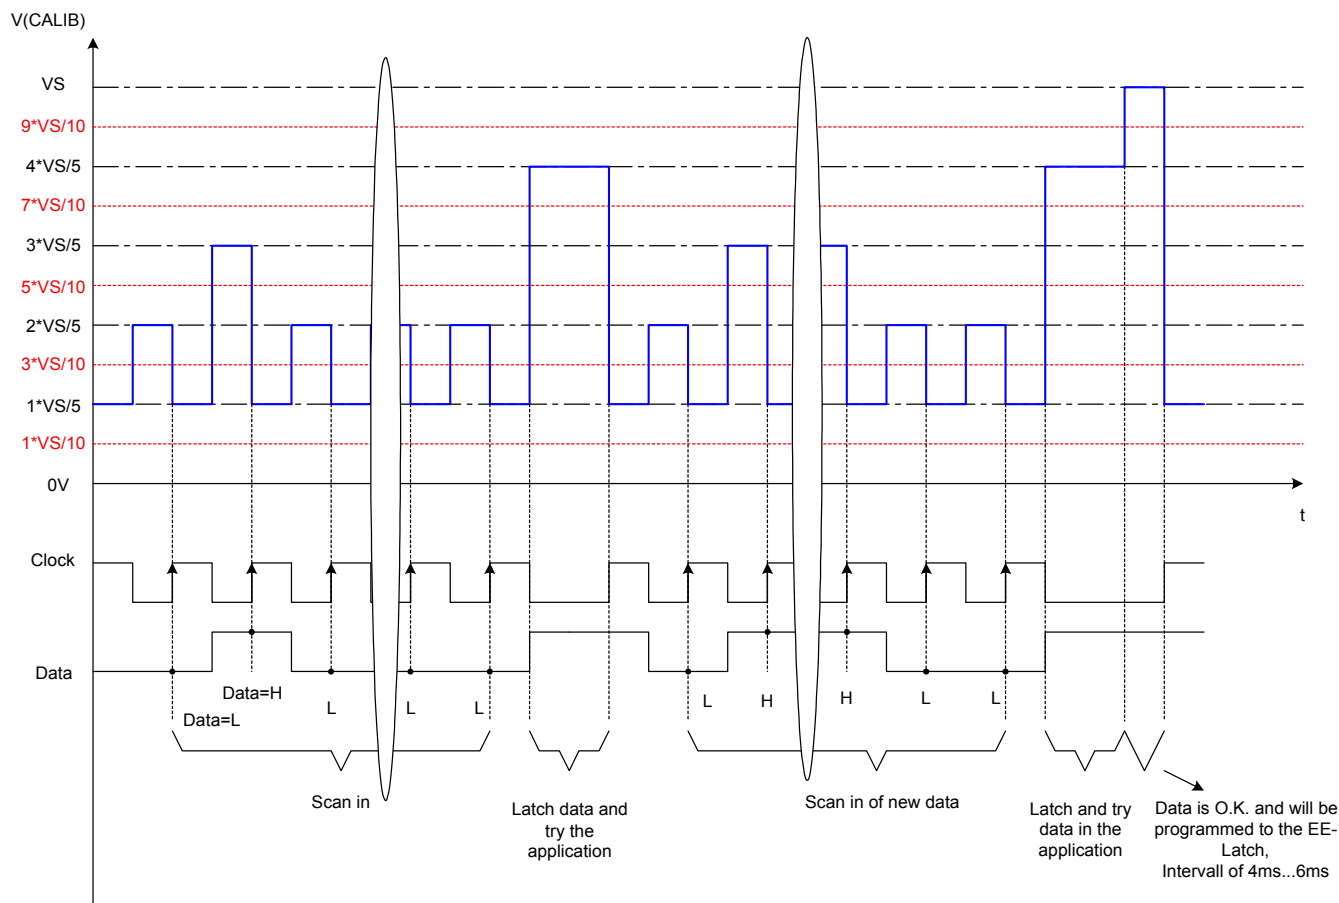 V(CALIB)
VS
9*VS/10
4*VS/5
7*VS/10
3*VS/5
5*VS/10
2*VS/5
3*VS/10
1*VS/5
1*VS/10
0V
t
Clock
Data
Data=L
Data=H
L
L
L
L
H
H
L
L
Scan in
Latch data and
try the
application
Scan in of new data
Latch and try
data in the
application
Data is O.K. and will be
programmed to the EE-
Latch,
Intervall of 4ms...6ms